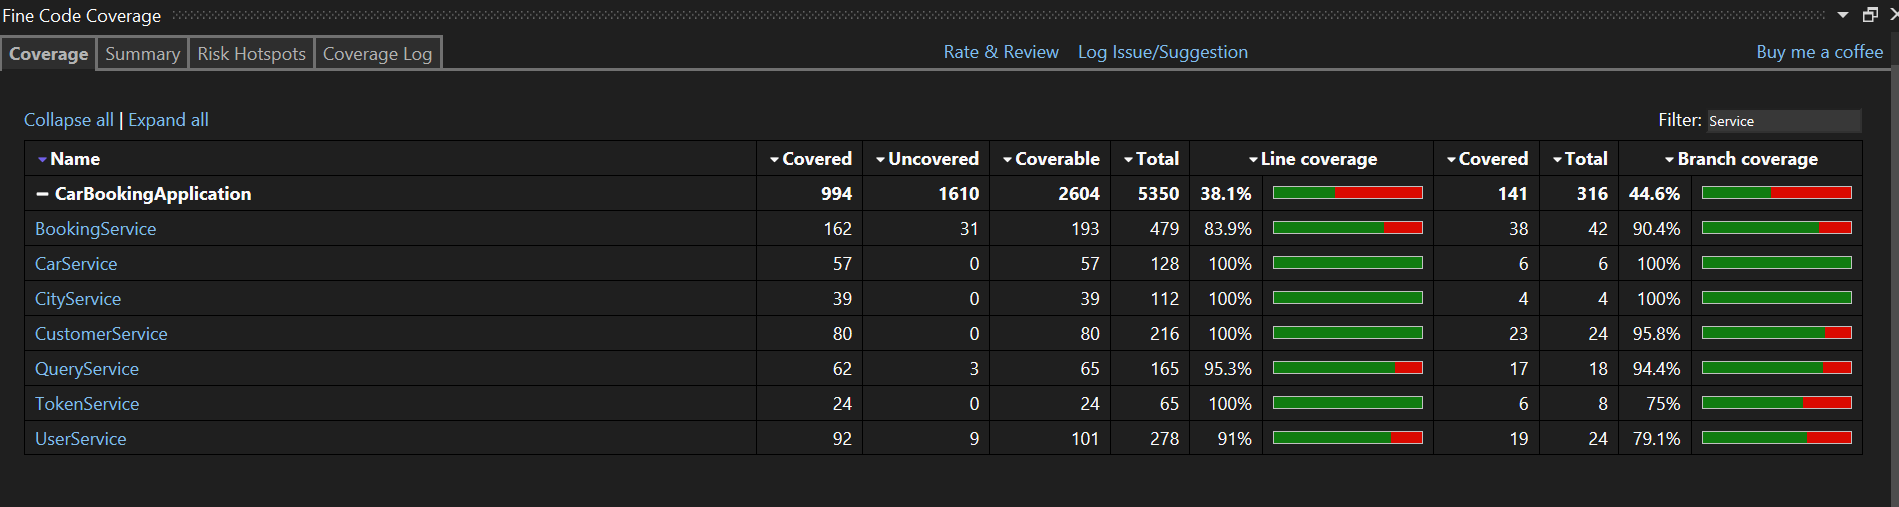 Fine Code Coverage
Coverage Summary Risk Hotspots Coverage Log Rate & Review Log Issue/Suggestion Buy me a coffee
Collapse all | Expand all Filter: Service
Name Covered Uncovered Coverable Total Line coverage Covered Total Branch coverage
CarBookingApplication 994 1610 2604 5350 38.1% 141 316 44.6%
BookingService 162 31 193 479 83.9% 38 42 90.4%
CarService 57 0 57 128 100% 6 6 100%
CityService 39 0 39 112 100% 4 4 100%
CustomerService 80 0 80 216 100% 23 24 95.8%
QueryService 62 3 65 165 95.3% 17 18 94.4%
TokenService 24 0 24 65 100% 6 8 75%
UserService 92 9 101 278 91% 19 24 79.1%